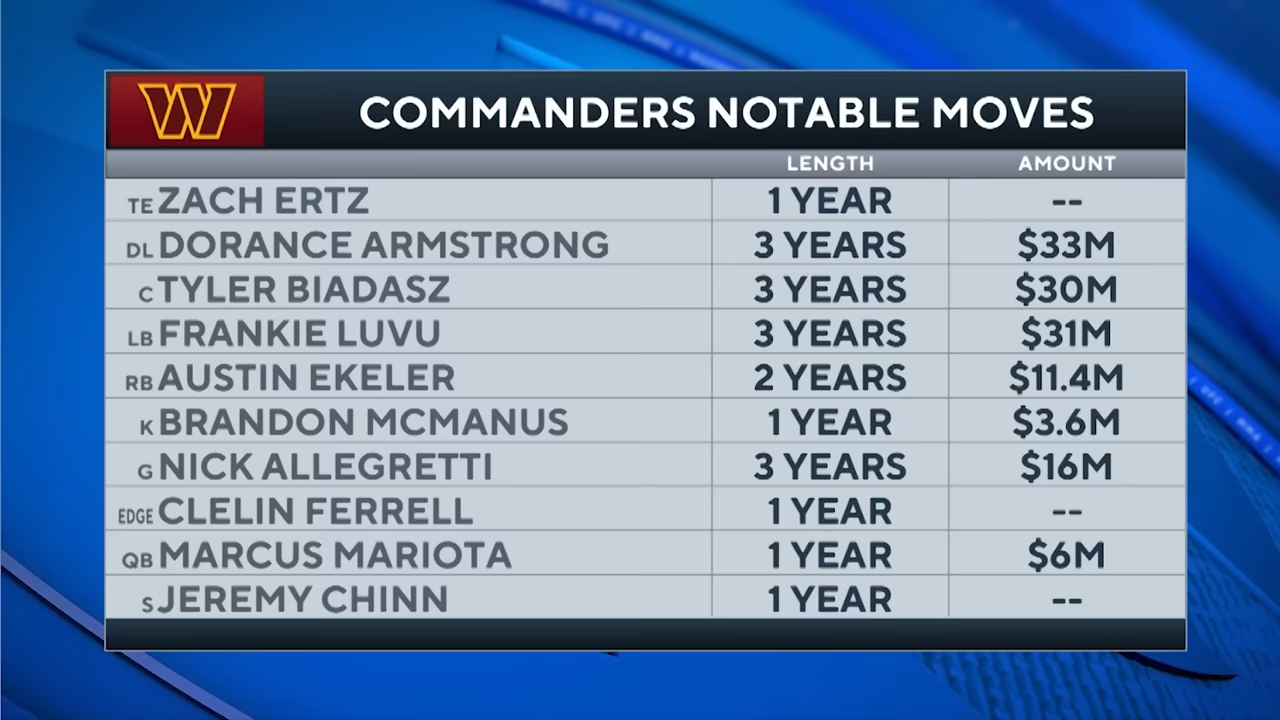 W COMMANDERS NOTABLE MOVES
LENGTH AMOUNT
TE ZACH ERTZ 1 YEAR --
DL DORANCE ARMSTRONG 3 YEARS $33M
C TYLER BIADASZ 3 YEARS $30M
LB FRANKIE LUVU 3 YEARS $31M
RB AUSTIN EKELER 2 YEARS $11.4M
K BRANDON MCMANUS 1 YEAR $3.6M
G NICK ALLEGRETTI 3 YEARS $16M
EDGE CLELIN FERRELL 1 YEAR --
QB MARCUS MARIOTA 1 YEAR $6M
S JEREMY CHINN 1 YEAR --